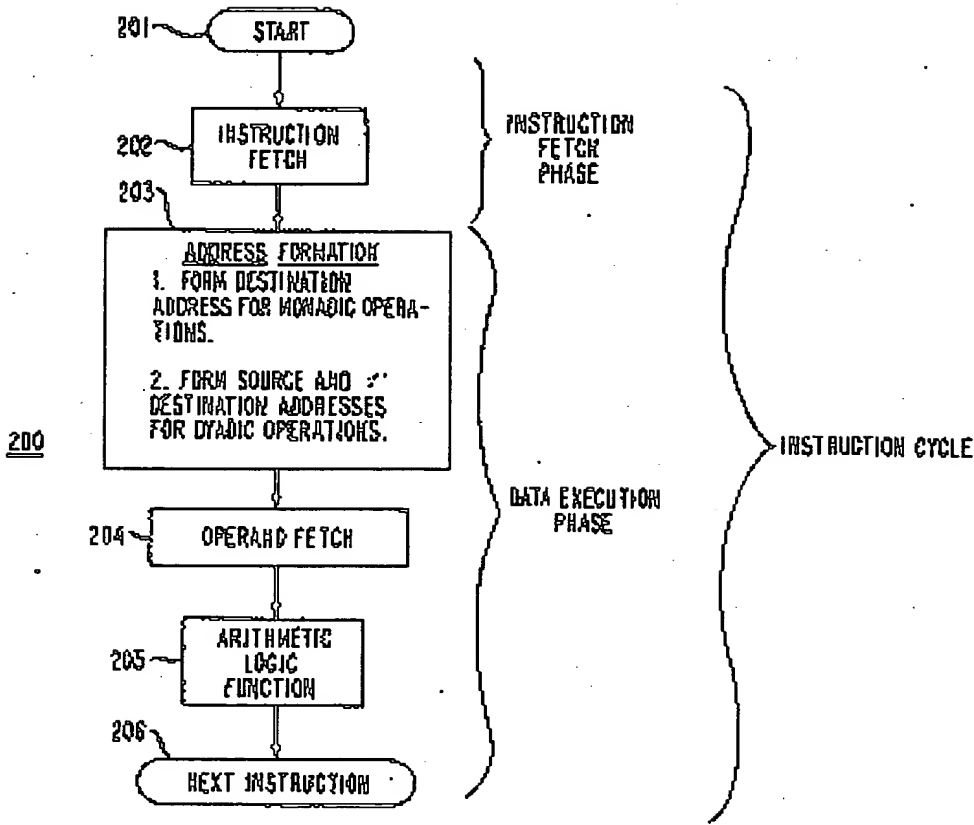 201
START
202
INSTRUCTION
FETCH
INSTRUCTION
FETCH
PHASE
203
ADDRESS FORMATION
1. FORM DESTINATION
ADDRESS FOR MONADIC OPERA-
TIONS.
2. FORM SOURCE AND
DESTINATION ADDRESSES
FOR DYADIC OPERATIONS.
200
INSTRUCTION CYCLE
DATA EXECUTION
PHASE
204
OPERAND FETCH
205
ARITHMETIC
LOGIC
FUNCTION
206
NEXT INSTRUCTION